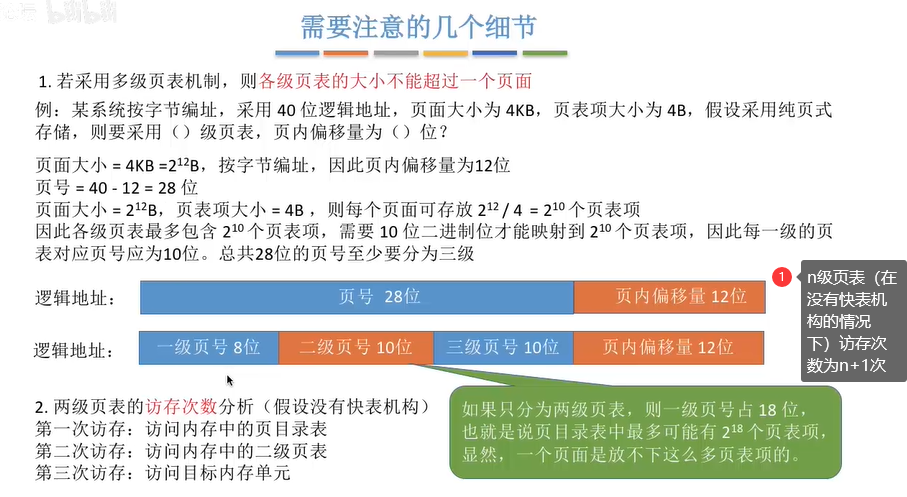 bilibili
需要注意的几个细节
1. 若采用多级页表机制，则各级页表的大小不能超过一个页面
例：某系统按字节编址，采用 40 位逻辑地址，页面大小为 4KB，页表项大小为 4B，假设采用纯页式
存储，则要采用（）级页表，页内偏移量为（）位？
页面大小 = 4KB =2¹²B，按字节编址，因此页内偏移量为12位
页号 = 40 - 12 = 28 位
页面大小 = 2¹²B，页表项大小 = 4B ，则每个页面可存放 2¹² / 4 = 2¹⁰ 个页表项
因此各级页表最多包含 2¹⁰ 个页表项，需要 10 位二进制位才能映射到 2¹⁰ 个页表项，因此每一级的页
表对应页号应为10位。总共28位的页号至少要分为三级
逻辑地址：
页号 28位
页内偏移量 12位
1
n级页表（在
没有快表机
构的情况
下）访存次
数为n+1次
逻辑地址：
一级页号 8位
二级页号 10位
三级页号 10位
页内偏移量 12位
2. 两级页表的访存次数分析（假设没有快表机构）
第一次访存：访问内存中的页目录表
第二次访存：访问内存中的二级页表
第三次访存：访问目标内存单元
如果只分为两级页表，则一级页号占 18 位，
也就是说页目录表中最多可能有 2¹⁸ 个页表项，
显然，一个页面是放不下这么多页表项的。